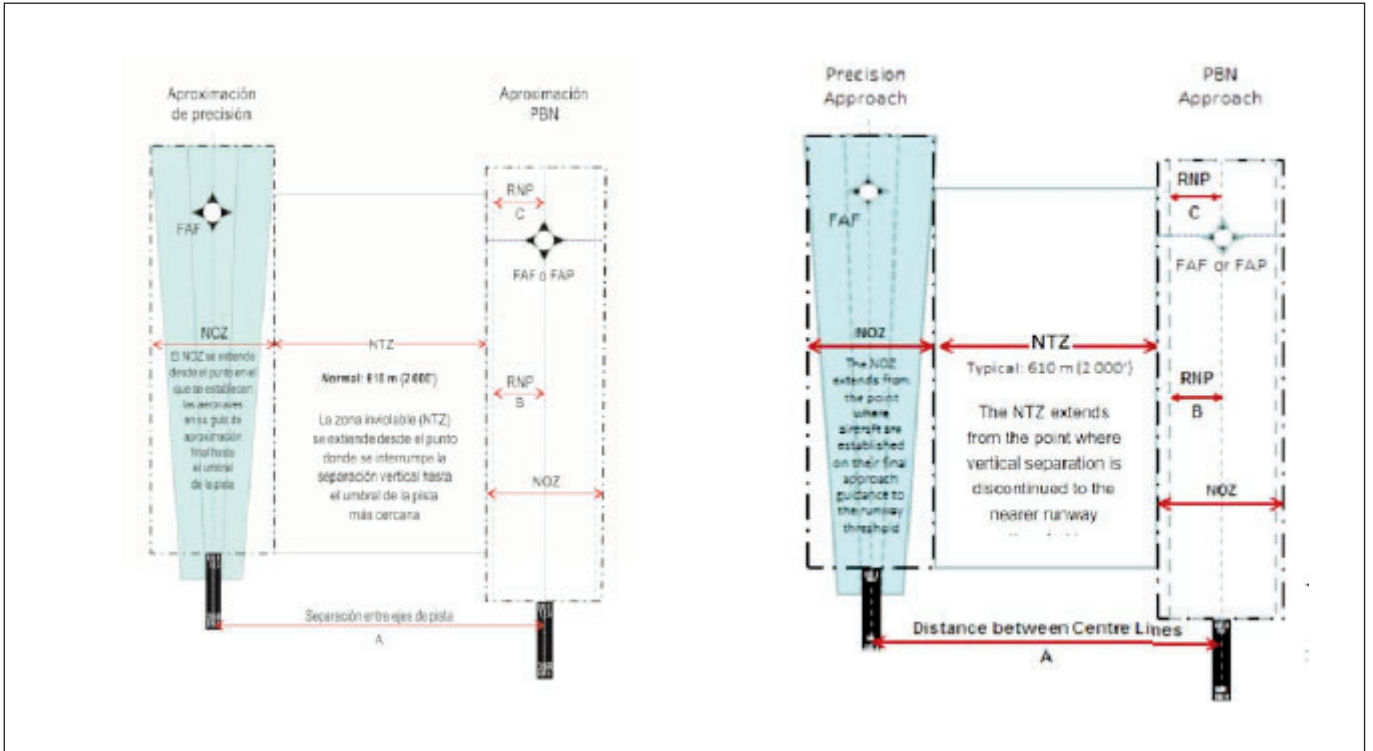 Aproximación
de precisión
Aproximación
PBN
RNP
C
FAF
FAF o FAP
NOZ
El NOZ se extiende
desde el punto en el
que se establecen
las aeronaves
en su guía de
aproximación
final hasta
el umbral
de la pista
NTZ
Normal: 610 m (2 000')
La zona inviolable (NTZ)
se extiende desde el punto
donde se interrumpe la
separación vertical hasta
el umbral de la pista
más cercana
RNP
B
NOZ
Separación entre ejes de pista
A
Precision
Approach
PBN
Approach
RNP
C
FAF
FAF or FAP
NOZ
The NOZ
extends from
the point
where
aircraft are
established
on their final
approach
guidance to
the runway
threshold
NTZ
Typical: 610 m (2 000')
The NTZ extends
from the point where
vertical separation is
discontinued to the
nearer runway
RNP
B
NOZ
Distance between Centre Lines
A